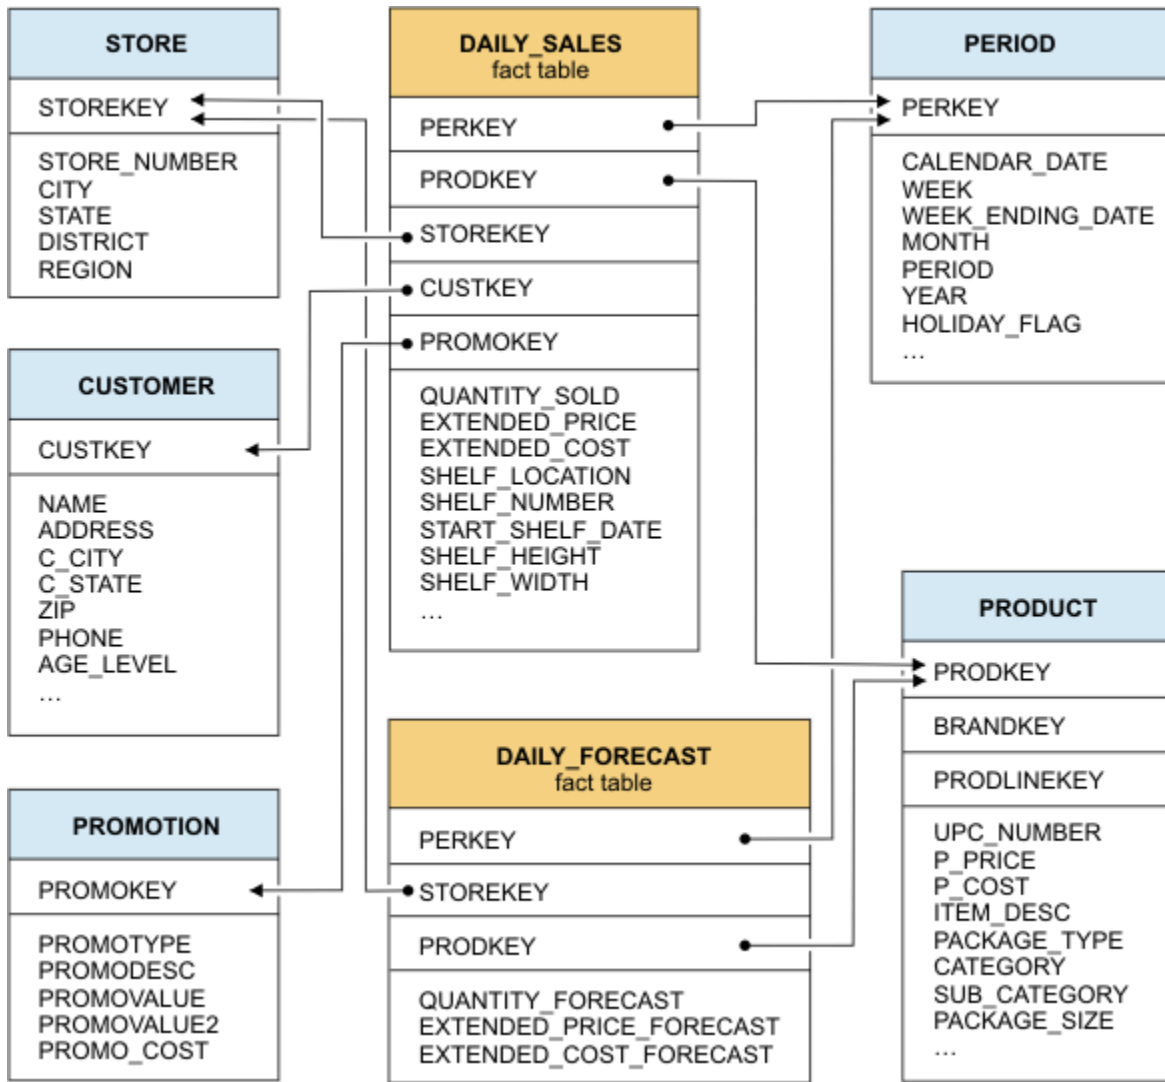 STORE
STOREKEY
STORE_NUMBER
CITY
STATE
DISTRICT
REGION
CUSTOMER
CUSTKEY
NAME
ADDRESS
C_CITY
C_STATE
ZIP
PHONE
AGE_LEVEL
…
PROMOTION
PROMOKEY
PROMOTYPE
PROMODESC
PROMOVALUE
PROMOVALUE2
PROMO_COST
DAILY_SALES
fact table
PERKEY
PRODKEY
STOREKEY
CUSTKEY
PROMOKEY
QUANTITY_SOLD
EXTENDED_PRICE
EXTENDED_COST
SHELF_LOCATION
SHELF_NUMBER
START_SHELF_DATE
SHELF_HEIGHT
SHELF_WIDTH
…
DAILY_FORECAST
fact table
PERKEY
STOREKEY
PRODKEY
QUANTITY_FORECAST
EXTENDED_PRICE_FORECAST
EXTENDED_COST_FORECAST
PERIOD
PERKEY
CALENDAR_DATE
WEEK
WEEK_ENDING_DATE
MONTH
PERIOD
YEAR
HOLIDAY_FLAG
…
PRODUCT
PRODKEY
BRANDKEY
PRODLINEKEY
UPC_NUMBER
P_PRICE
P_COST
ITEM_DESC
PACKAGE_TYPE
CATEGORY
SUB_CATEGORY
PACKAGE_SIZE
…